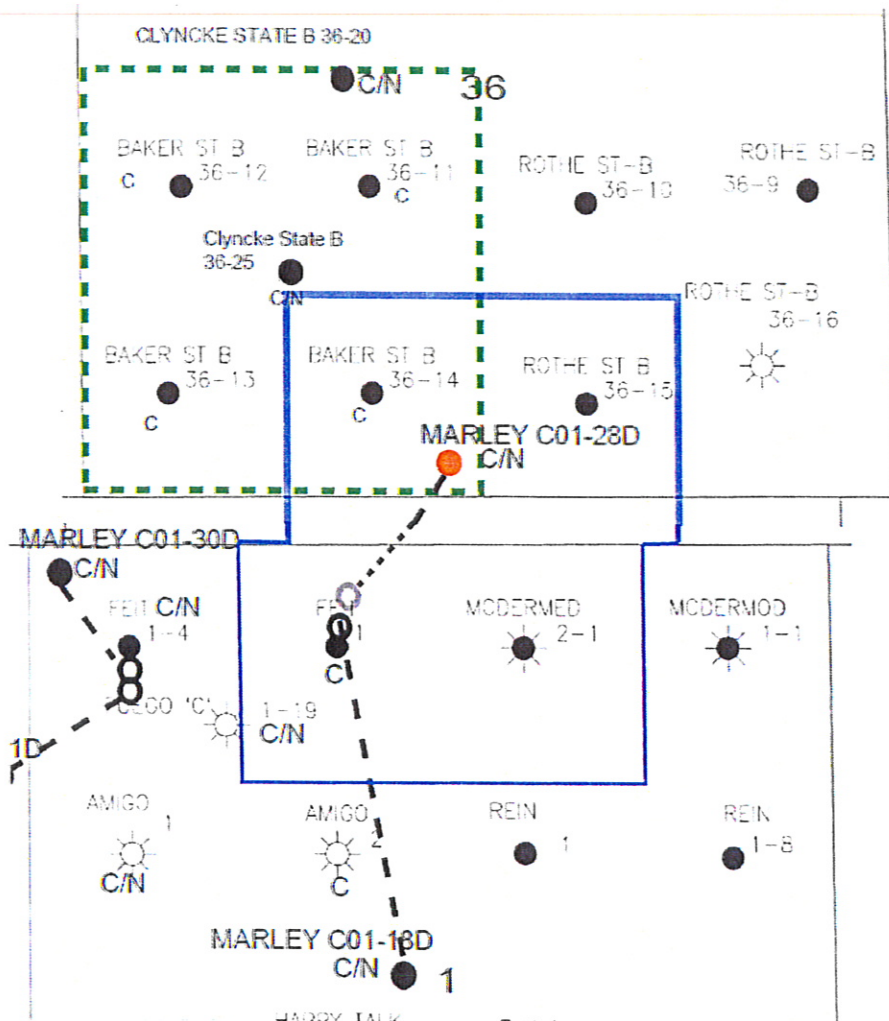 CLYNCKE STATE B 36-20
C/N
36
BAKER ST B
36-12
C
BAKER ST B
36-11
C
ROTHE ST-B
36-10
ROTHE ST-B
36-9
Clyncke State B
36-25
C/N
ROTHE ST-B
36-16
BAKER ST B
36-13
C
BAKER ST B
36-14
C
ROTHE ST B
36-15
MARLEY C01-28D
C/N
MARLEY C01-30D
C/N
FEIT C/N
1-4
1
C
MCDERMED
2-1
MCDERMOD
1-1
'C'
1-19
C/N
1D
AMIGO
1
C/N
AMIGO
2
C
REIN
1
REIN
1-8
MARLEY C01-18D
C/N
1
HARRY TALK